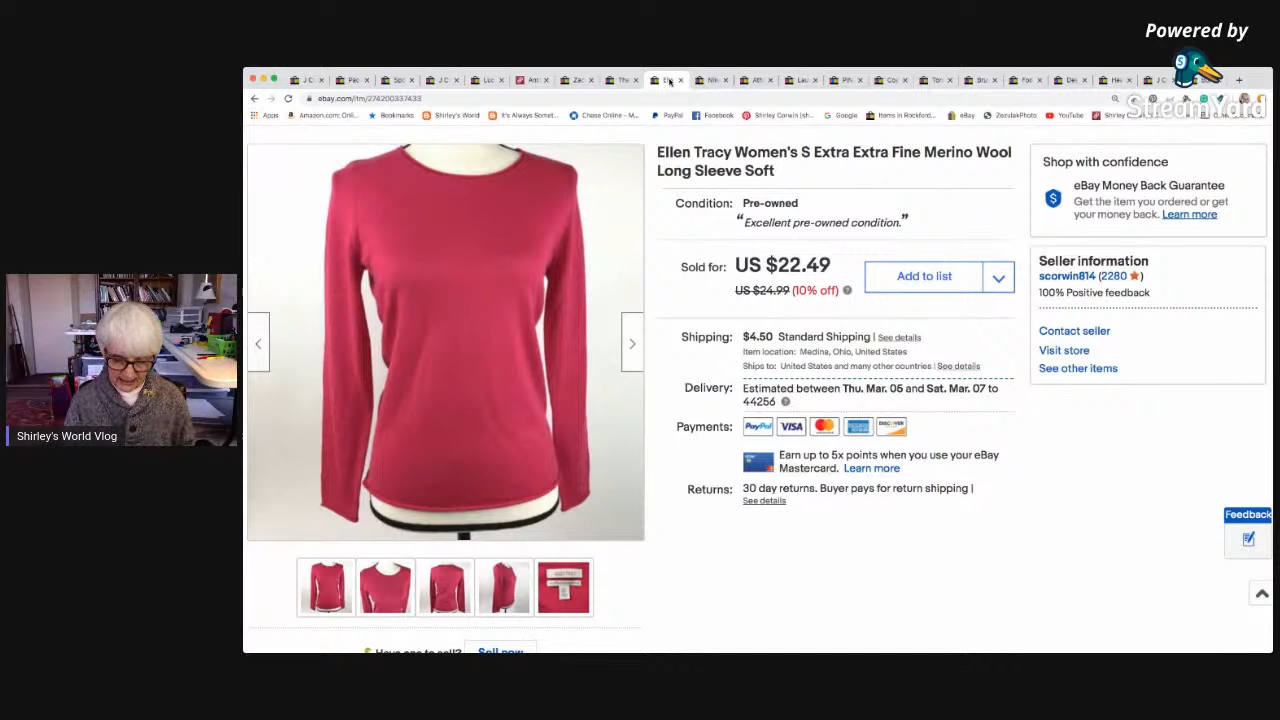 Powered by
StreamYard
ebay.com/itm/274200337433
Apps
Amazon.com: Onli...
Bookmarks
Shirley's World
It's Always Somet...
Chase Online - M...
PayPal
Facebook
Shirley Corwin (sh...
Google
Items in Rockford...
eBay
ZezulakPhoto
YouTube
Shirley
Ellen Tracy Women's S Extra Extra Fine Merino Wool
Long Sleeve Soft
Condition: Pre-owned
“Excellent pre-owned condition.”
Sold for: US $22.49
US $24.99 (10% off)
Add to list
Shipping: $4.50 Standard Shipping | See details
Item location: Medina, Ohio, United States
Ships to: United States and many other countries | See details
Delivery: Estimated between Thu. Mar. 05 and Sat. Mar. 07 to
44256
Payments: PayPal VISA
Earn up to 5x points when you use your eBay
Mastercard. Learn more
Returns: 30 day returns. Buyer pays for return shipping |
See details
Shop with confidence
eBay Money Back Guarantee
Get the item you ordered or get
your money back. Learn more
Seller information
scorwin814 (2280)
100% Positive feedback
Contact seller
Visit store
See other items
Feedback
Shirley's World Vlog
Have one to sell? Sell now